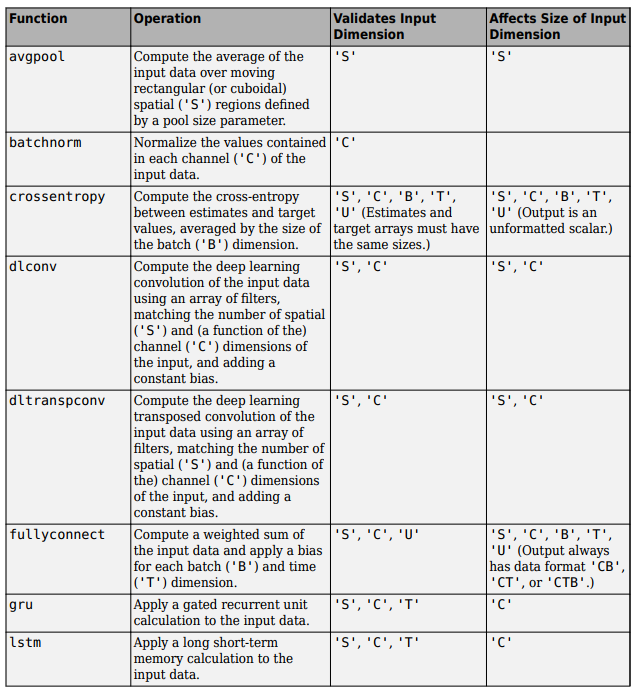 Function Operation Validates Input Affects Size of Input
Dimension Dimension
avgpool Compute the average of the 'S' 'S'
input data over moving
rectangular (or cuboidal)
spatial ('S') regions defined
by a pool size parameter.
batchnorm Normalize the values contained 'C'
in each channel ('C') of the
input data.
crossentropy Compute the cross-entropy 'S', 'C', 'B', 'T', 'S', 'C', 'B', 'T',
between estimates and target 'U' (Estimates and 'U' (Output is an
values, averaged by the size of target arrays must have unformatted scalar.)
the batch ('B') dimension. the same sizes.)
dlconv Compute the deep learning 'S', 'C' 'S', 'C'
convolution of the input data
using an array of filters,
matching the number of spatial
('S') and (a function of the)
channel ('C') dimensions of
the input, and adding a
constant bias.
dltranspconv Compute the deep learning 'S', 'C' 'S', 'C'
transposed convolution of the
input data using an array of
filters, matching the number of
spatial ('S') and (a function of
the) channel ('C') dimensions
of the input, and adding a
constant bias.
fullyconnect Compute a weighted sum of 'S', 'C', 'U' 'S', 'C', 'B', 'T',
the input data and apply a bias 'U' (Output always
for each batch ('B') and time has data format 'CB',
('T') dimension. 'CT', or 'CTB'.)
gru Apply a gated recurrent unit 'S', 'C', 'T' 'C'
calculation to the input data.
lstm Apply a long short-term 'S', 'C', 'T' 'C'
memory calculation to the
input data.